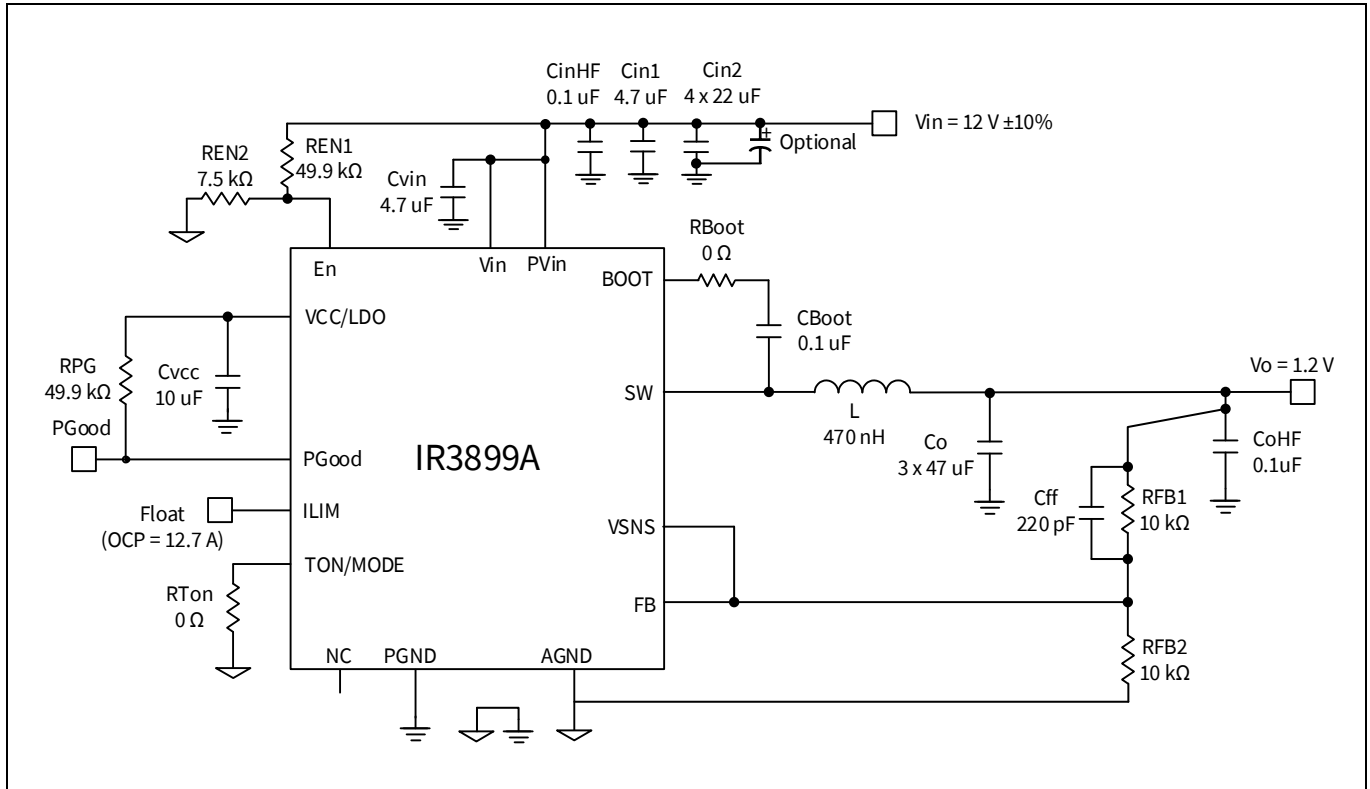 CinHF
0.1 uF
Cin1
4.7 uF
Cin2
4 x 22 uF
+
Optional
Vin = 12 V ±10%
REN2
7.5 kΩ
REN1
49.9 kΩ
Cvin
4.7 uF
RBoot
0 Ω
En
Vin
PVin
BOOT
VCC/LDO
CBoot
0.1 uF
RPG
49.9 kΩ
Cvcc
10 uF
SW
L
470 nH
Vo = 1.2 V
PGood
PGood
IR3899A
Co
3 x 47 uF
CoHF
0.1uF
Float
(OCP = 12.7 A)
ILIM
VSNS
Cff
220 pF
RFB1
10 kΩ
TON/MODE
RTon
0 Ω
FB
NC
PGND
AGND
RFB2
10 kΩ